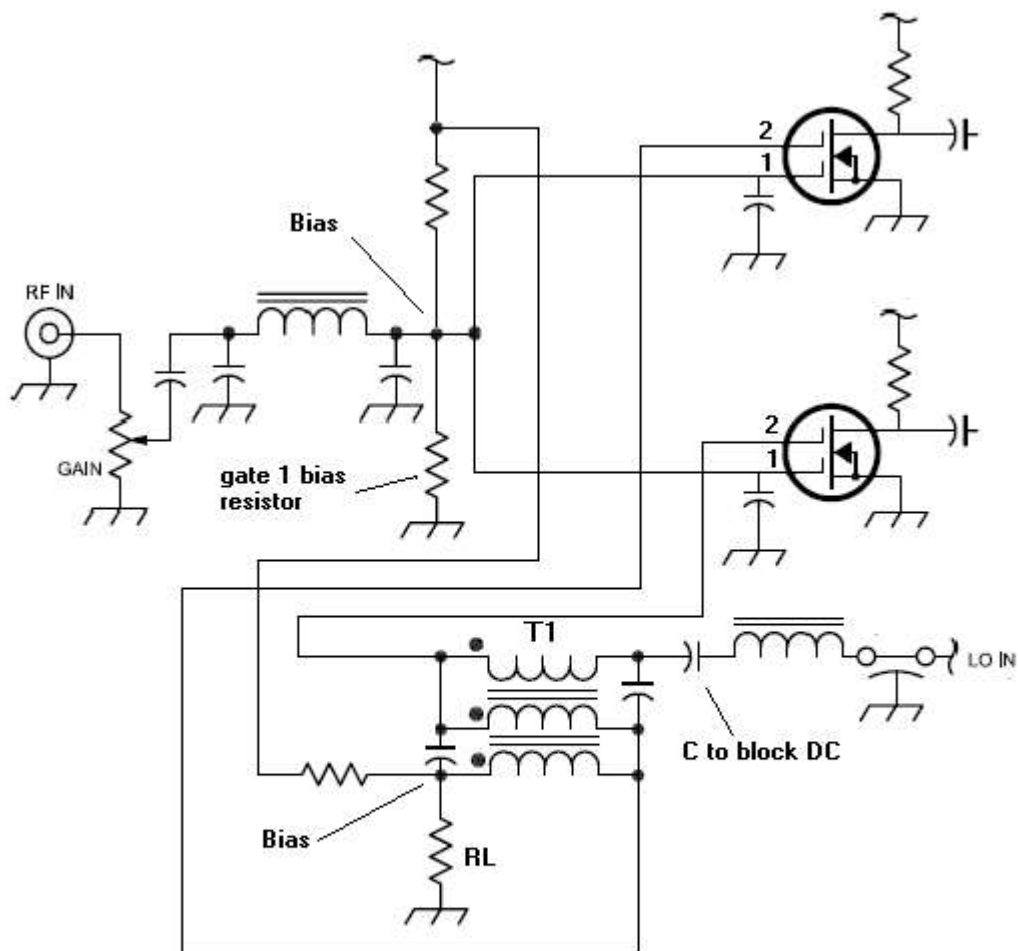 2
1
Bias
RF IN
GAIN
gate 1 bias
resistor
2
1
T1
LO IN
C to block DC
Bias
RL